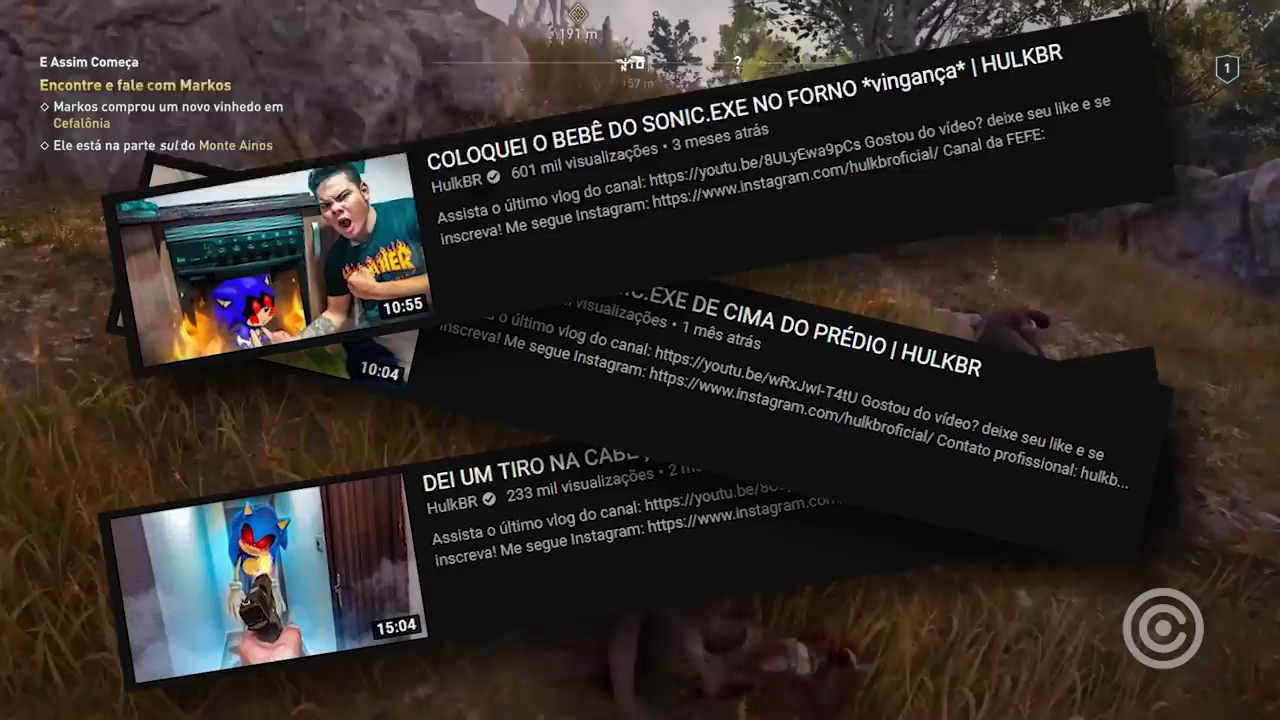 191 m
E Assim Começa
Encontre e fale com Markos
Markos comprou um novo vinhedo em
Cefalônia
Ele está na parte sul do Monte Ainos
?
157 m
1
COLOQUEI O BEBÊ DO SONIC.EXE NO FORNO *vingança* | HULKBR
HulkBR 601 mil visualizações • 3 meses atrás
Assista o último vlog do canal: https://youtu.be/8ULyEwa9pCs Gostou do vídeo? deixe seu like e se
inscreva! Me segue Instagram: https://www.instagram.com/hulkbroficial/ Canal da FEFE:
10:55
DE CIMA DO PRÉDIO | HULKBR
visualizações • 1 mês atrás
o último vlog do canal: https://youtu.be/wRxJwI-T4tU Gostou do vídeo? deixe seu like e se
inscreva! Me segue Instagram: https://www.instagram.com/hulkbroficial/ Contato profissional: hulkb...
10:04
DEI UM TIRO NA
HulkBR 233 mil visualizações • 2
Assista o último vlog do canal: https://youtu.be/
inscreva! Me segue Instagram: https://www.instagram.com
15:04